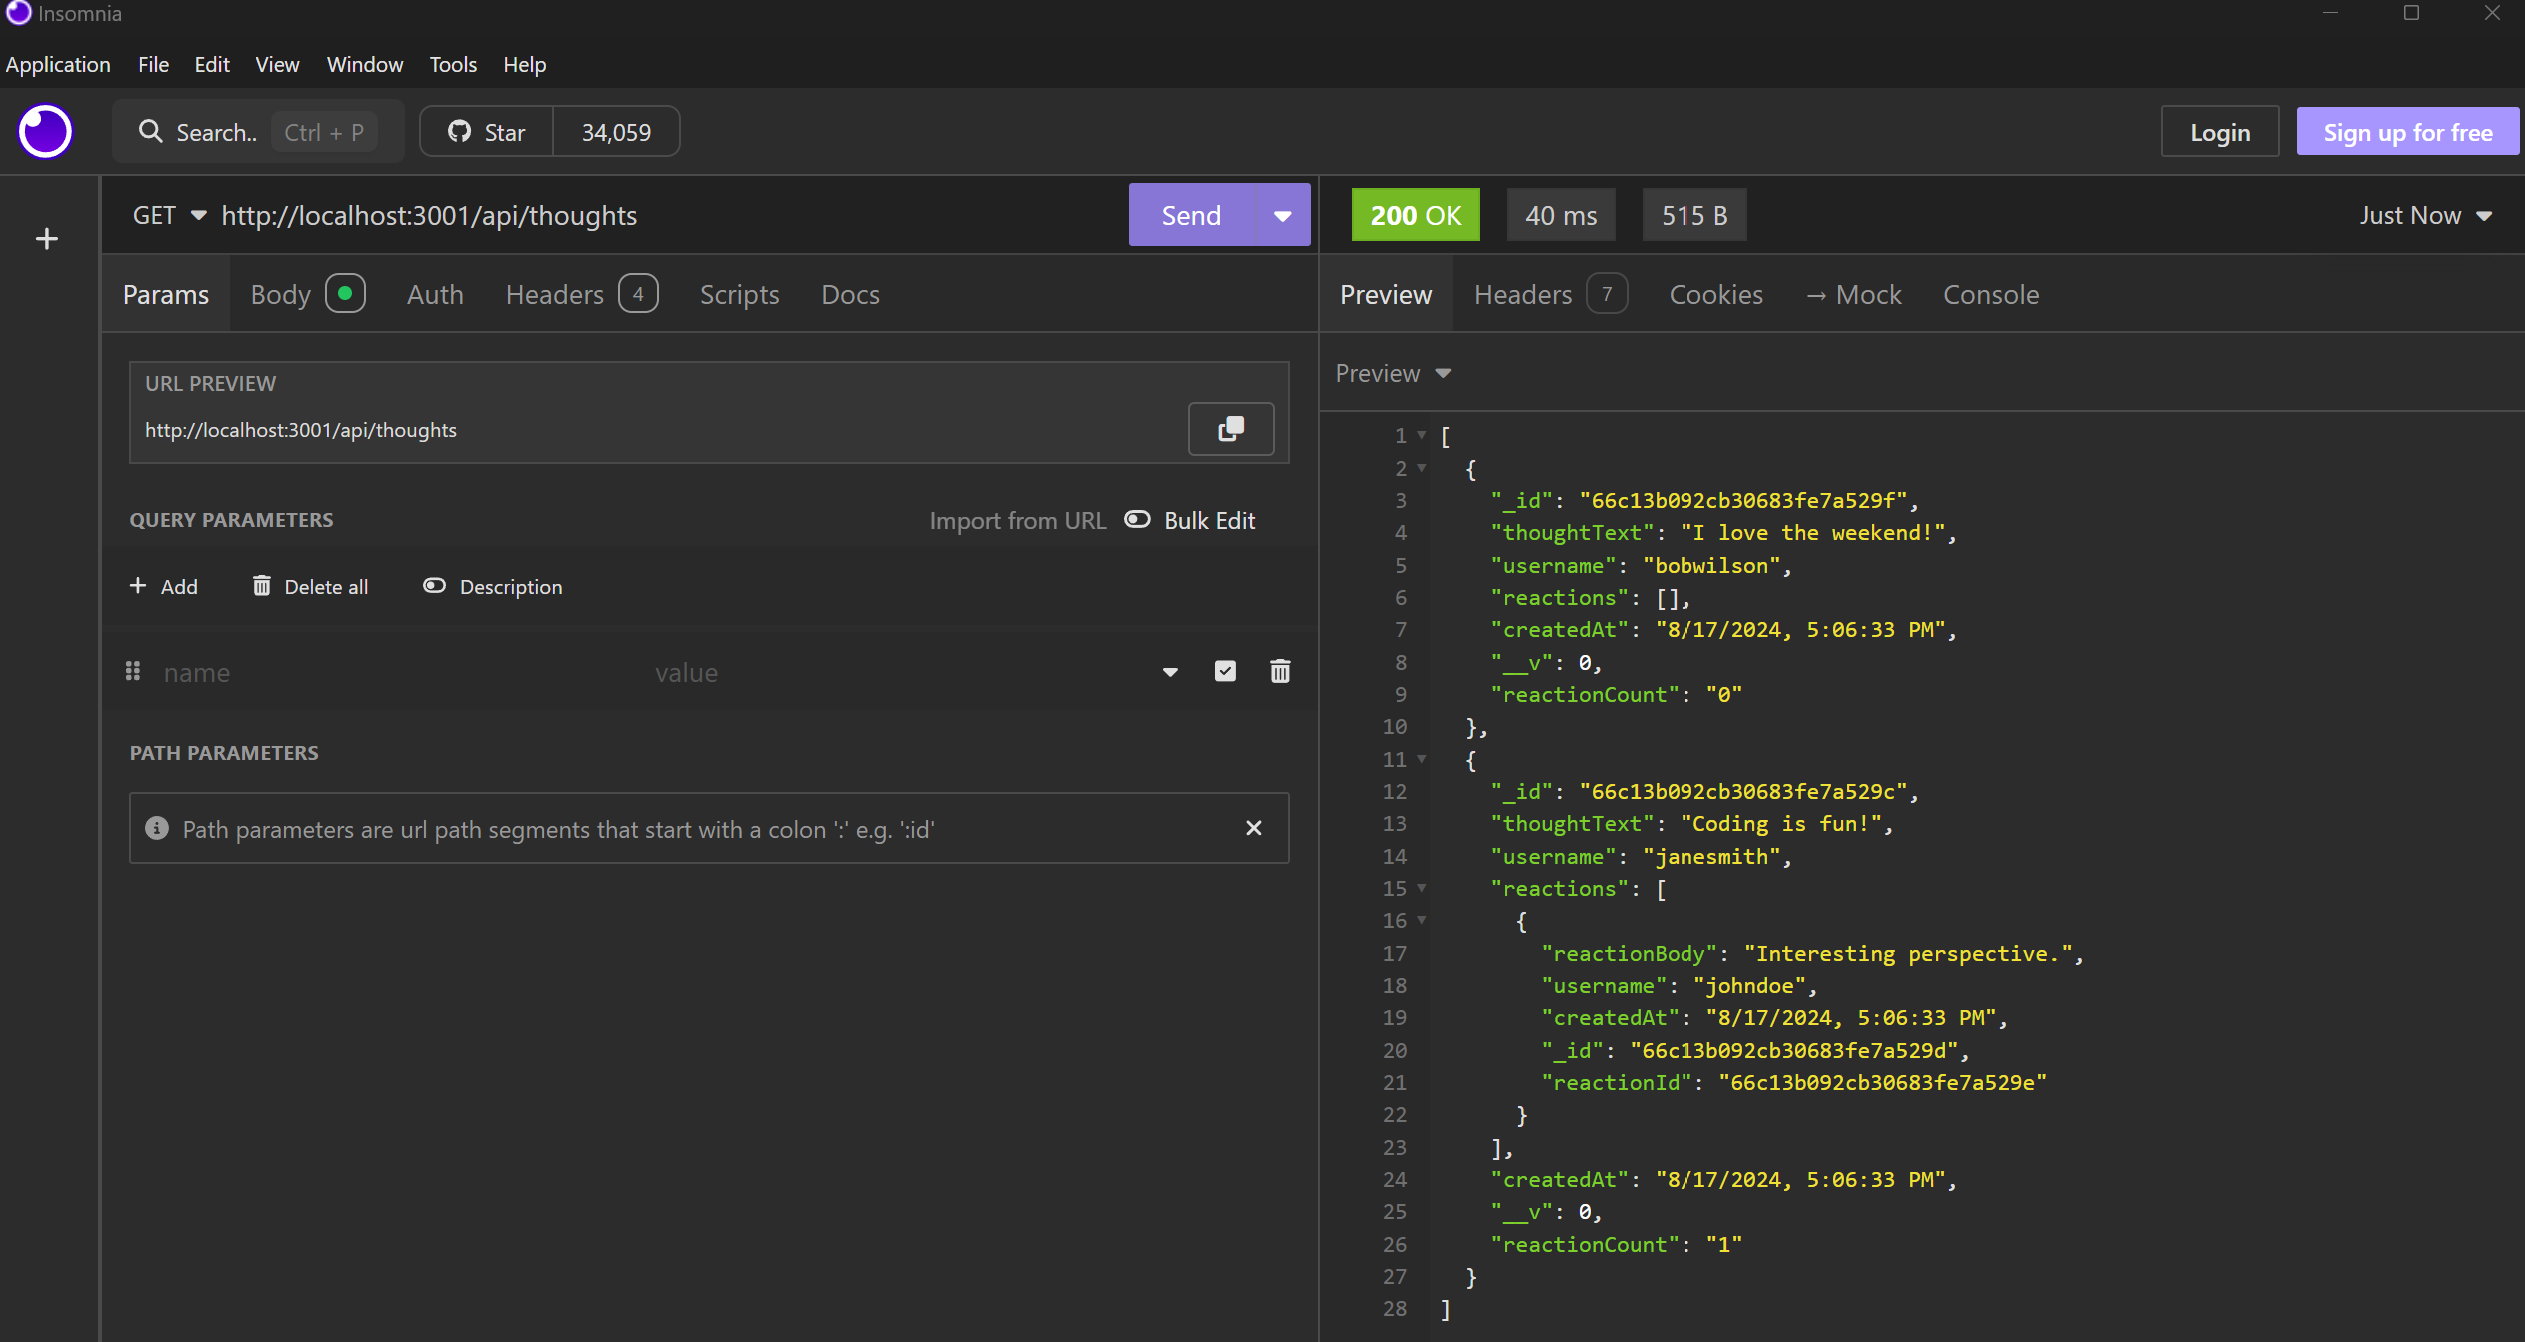 Insomnia
Application File Edit View Window Tools Help
Search.. Ctrl + P Star 34,059 Login Sign up for free
GET http://localhost:3001/api/thoughts Send 200 OK 40 ms 515 B Just Now
Params Body Auth Headers 4 Scripts Docs
Preview Headers 7 Cookies → Mock Console
URL PREVIEW
http://localhost:3001/api/thoughts
QUERY PARAMETERS Import from URL Bulk Edit
+ Add Delete all Description
name value
PATH PARAMETERS
Path parameters are url path segments that start with a colon ':' e.g. ':id'
Preview
1 [
2 {
3 "_id": "66c13b092cb30683fe7a529f",
4 "thoughtText": "I love the weekend!",
5 "username": "bobwilson",
6 "reactions": [],
7 "createdAt": "8/17/2024, 5:06:33 PM",
8 "__v": 0,
9 "reactionCount": "0"
10 },
11 {
12 "_id": "66c13b092cb30683fe7a529c",
13 "thoughtText": "Coding is fun!",
14 "username": "janesmith",
15 "reactions": [
16 {
17 "reactionBody": "Interesting perspective.",
18 "username": "johndoe",
19 "createdAt": "8/17/2024, 5:06:33 PM",
20 "_id": "66c13b092cb30683fe7a529d",
21 "reactionId": "66c13b092cb30683fe7a529e"
22 }
23 ],
24 "createdAt": "8/17/2024, 5:06:33 PM",
25 "__v": 0,
26 "reactionCount": "1"
27 }
28 ]